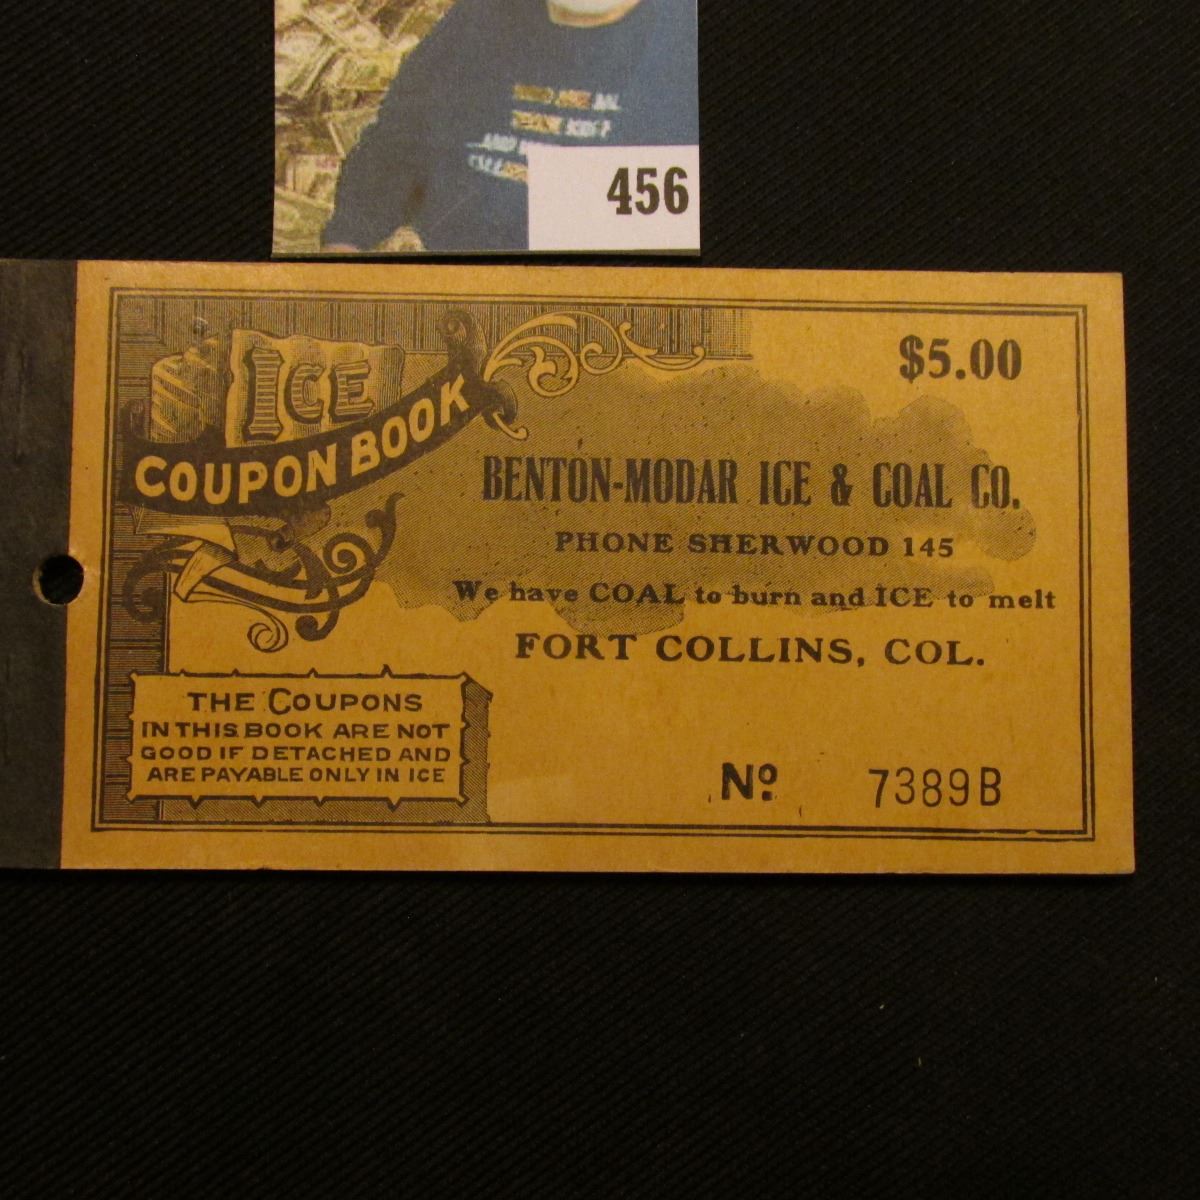 456
ICE
COUPON BOOK
$5.00
BENTON-MODAR ICE & COAL CO.
PHONE SHERWOOD 145
We have COAL to burn and ICE to melt
FORT COLLINS, COL.
THE COUPONS
IN THIS BOOK ARE NOT
GOOD IF DETACHED AND
ARE PAYABLE ONLY IN ICE
No. 7389B